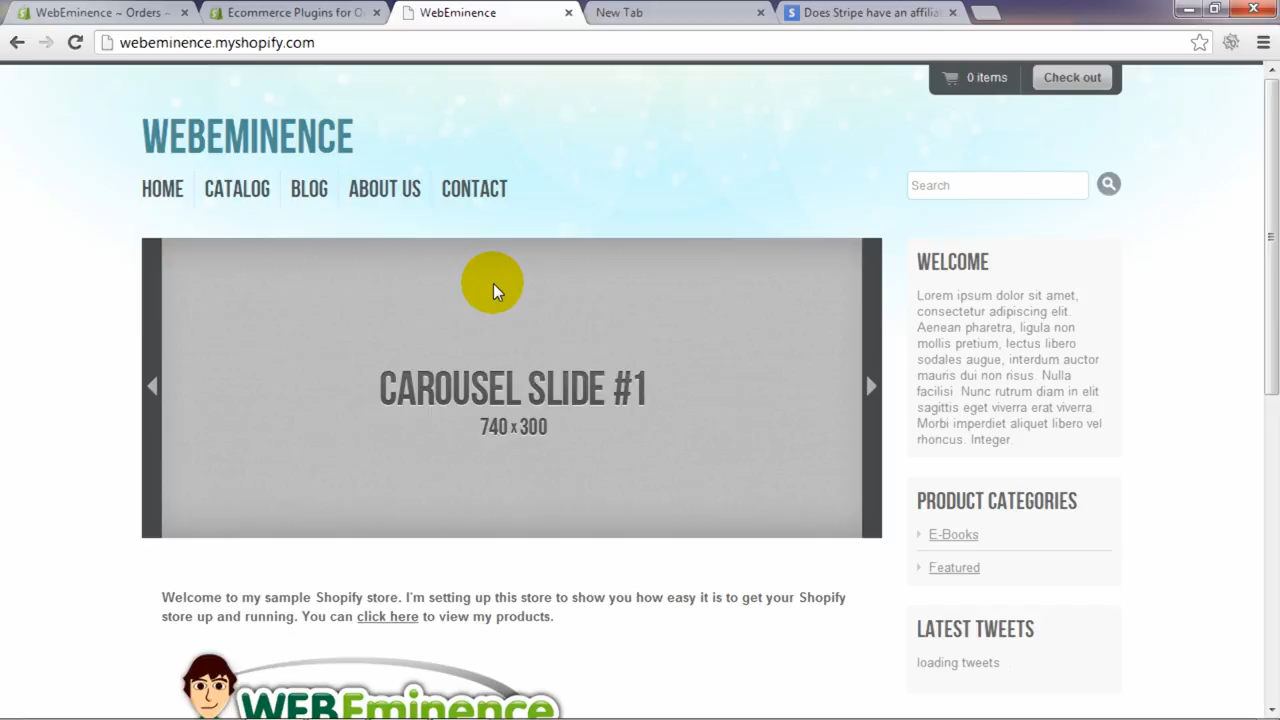 WebEminence ~ Orders ~
Ecommerce Plugins for O
WebEminence
New Tab
Does Stripe have an affilia
webeminence.myshopify.com
0 items
Check out
WEBEMINENCE
HOME
CATALOG
BLOG
ABOUT US
CONTACT
Search
CAROUSEL SLIDE #1
740 x 300
WELCOME
Lorem ipsum dolor sit amet,
consectetur adipiscing elit.
Aenean pharetra, ligula non
mollis pretium, lectus libero
sodales augue, interdum auctor
mauris dui non risus. Nulla
facilisi. Nunc rutrum diam in elit
sagittis eget viverra erat viverra.
Morbi imperdiet aliquet libero vel
rhoncus. Integer.
PRODUCT CATEGORIES
E-Books
Featured
LATEST TWEETS
loading tweets
Welcome to my sample Shopify store. I'm setting up this store to show you how easy it is to get your Shopify
store up and running. You can click here to view my products.
WEBEminence